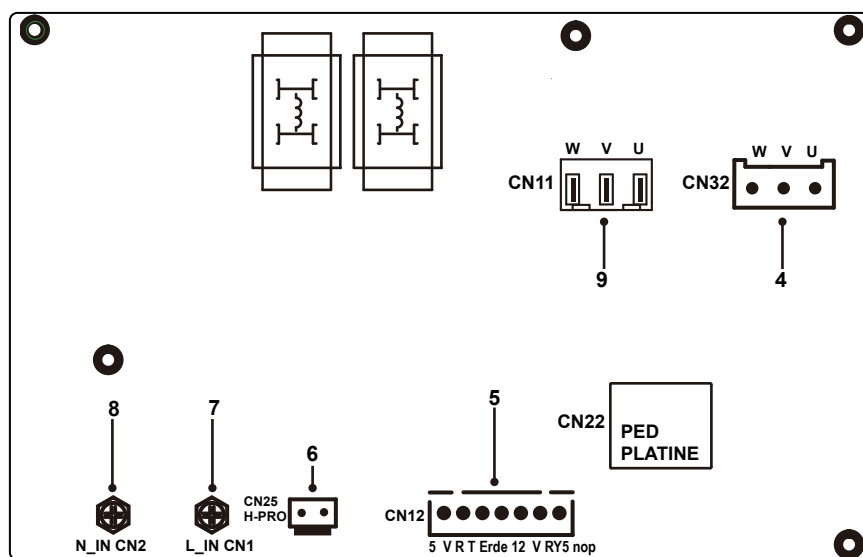 W V U
CN11
9
W V U
CN32
4
8
N_IN CN2
7
L_IN CN1
6
CN25
H-PRO
5
CN12
5 V R T Erde 12 V RY5 nop
CN22
PED
PLATINE